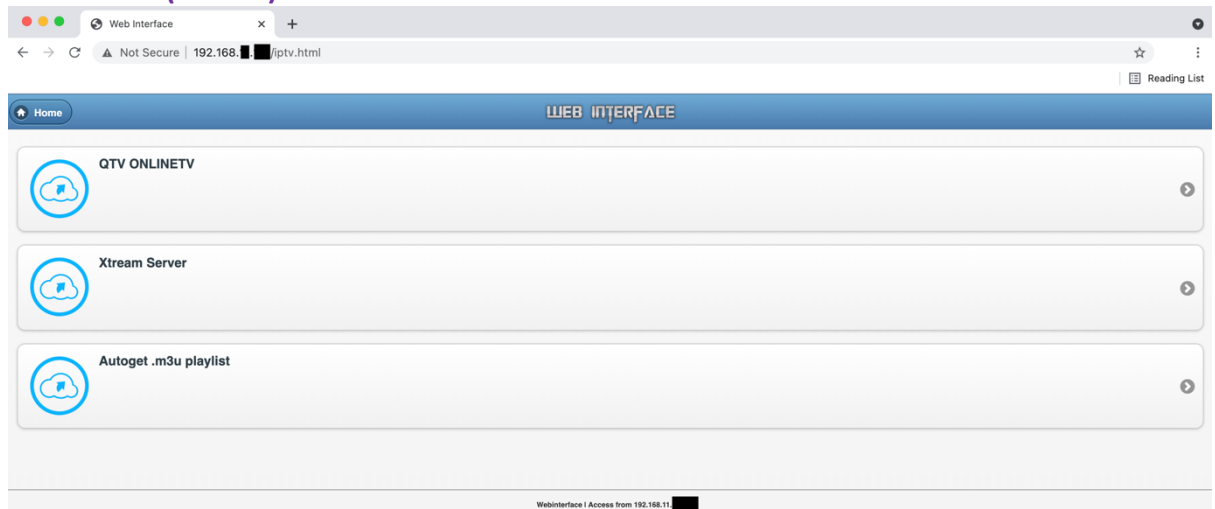 Web Interface
Not Secure | 192.168. . /iptv.html
Reading List
Home
WEB INTERFACE
QTV ONLINETV
Xtream Server
Autoget .m3u playlist
Webinterface | Access from 192.168.11.